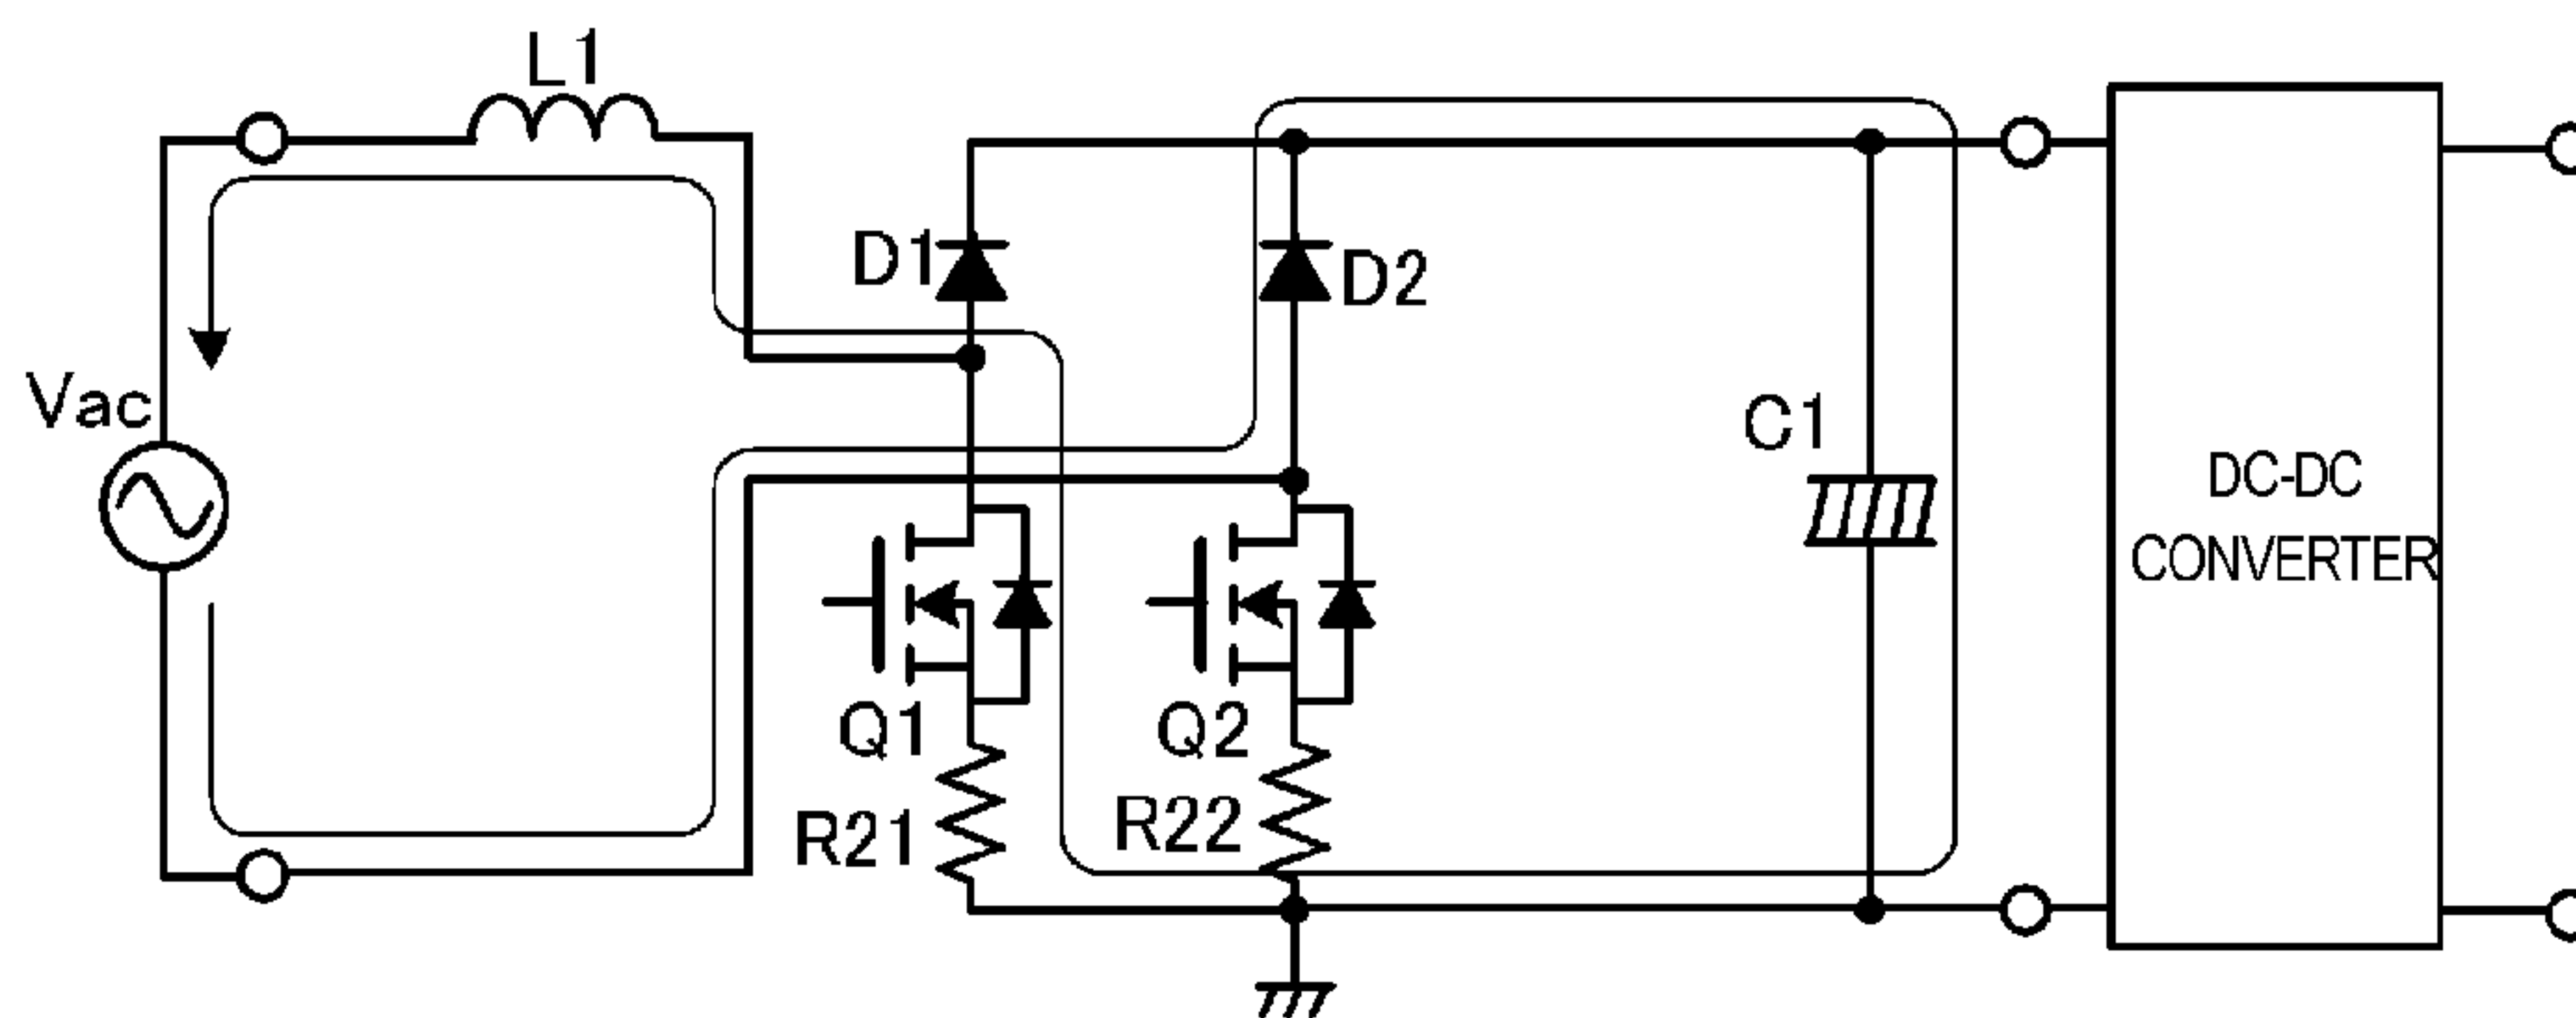 L1
D1
D2
Vac
C1
DC-DC
CONVERTER
Q1
Q2
R21
R22